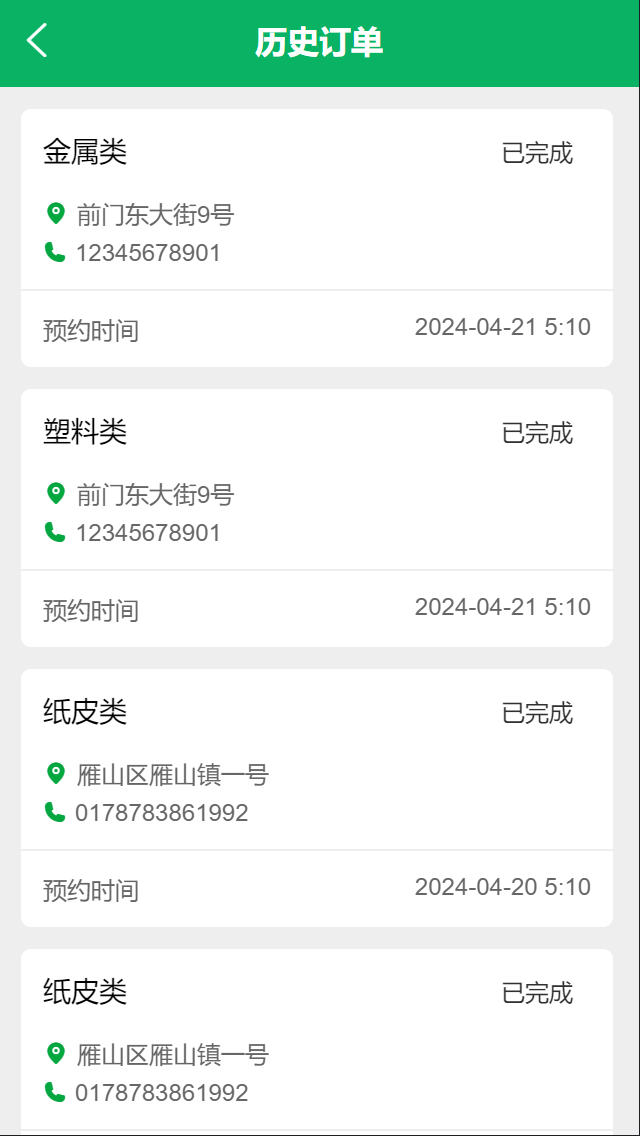 历史订单
金属类 已完成
前门东大街9号
12345678901
预约时间 2024-04-21 5:10
塑料类 已完成
前门东大街9号
12345678901
预约时间 2024-04-21 5:10
纸皮类 已完成
雁山区雁山镇一号
0178783861992
预约时间 2024-04-20 5:10
纸皮类 已完成
雁山区雁山镇一号
0178783861992